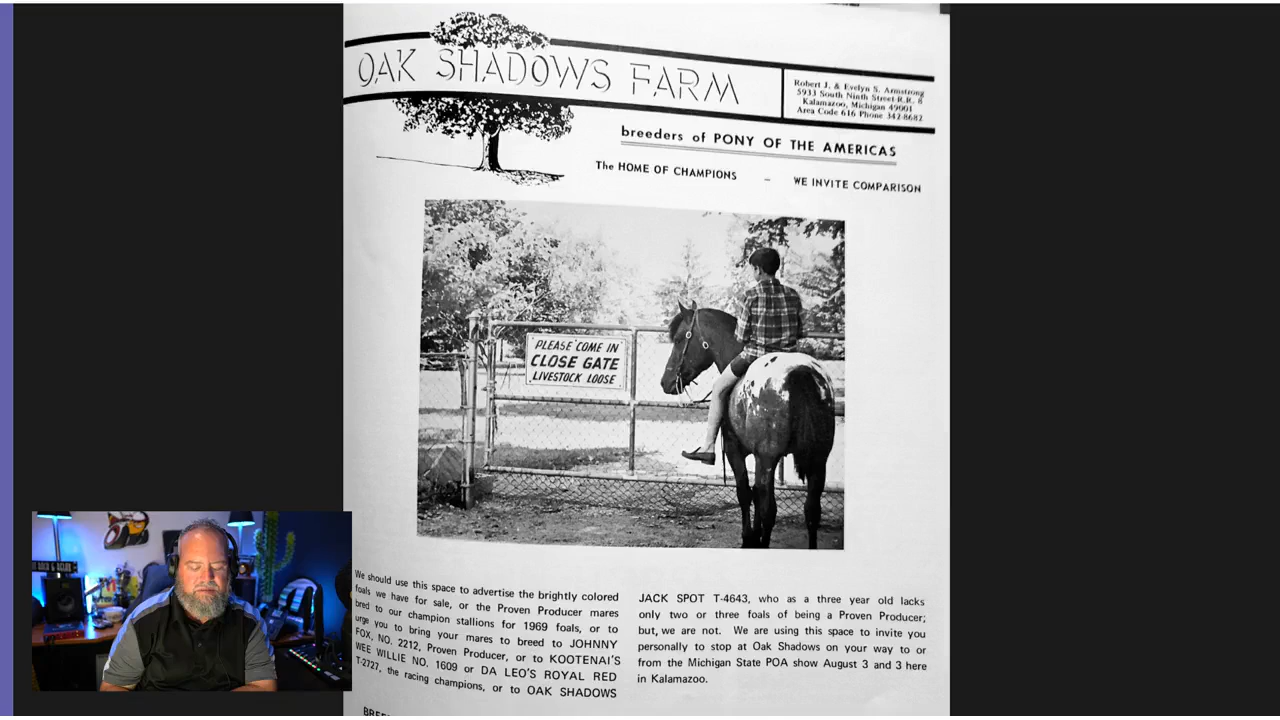 OAK SHADOWS FARM
Robert J. & Evelyn S. Armstrong
5933 South Ninth Street-R.R. 8
Kalamazoo, Michigan 49001
Area Code 616 Phone 342-8682
breeders of PONY OF THE AMERICAS
The HOME OF CHAMPIONS – WE INVITE COMPARISON
PLEASE COME IN
CLOSE GATE
LIVESTOCK LOOSE
We should use this space to advertise the brightly colored
foals we have for sale, or the Proven Producer mares
bred to our champion stallions for 1969 foals, or to
urge you to bring your mares to breed to JOHNNY
FOX, NO. 2212, Proven Producer, or to KOOTENAI'S
WEE WILLIE NO. 1609 or DA LEO'S ROYAL RED
T-2727, the racing champions, or to OAK SHADOWS
JACK SPOT T-4643, who as a three year old lacks
only two or three foals of being a Proven Producer;
but, we are not. We are using this space to invite you
personally to stop at Oak Shadows on your way to or
from the Michigan State POA show August 3 and 3 here
in Kalamazoo.